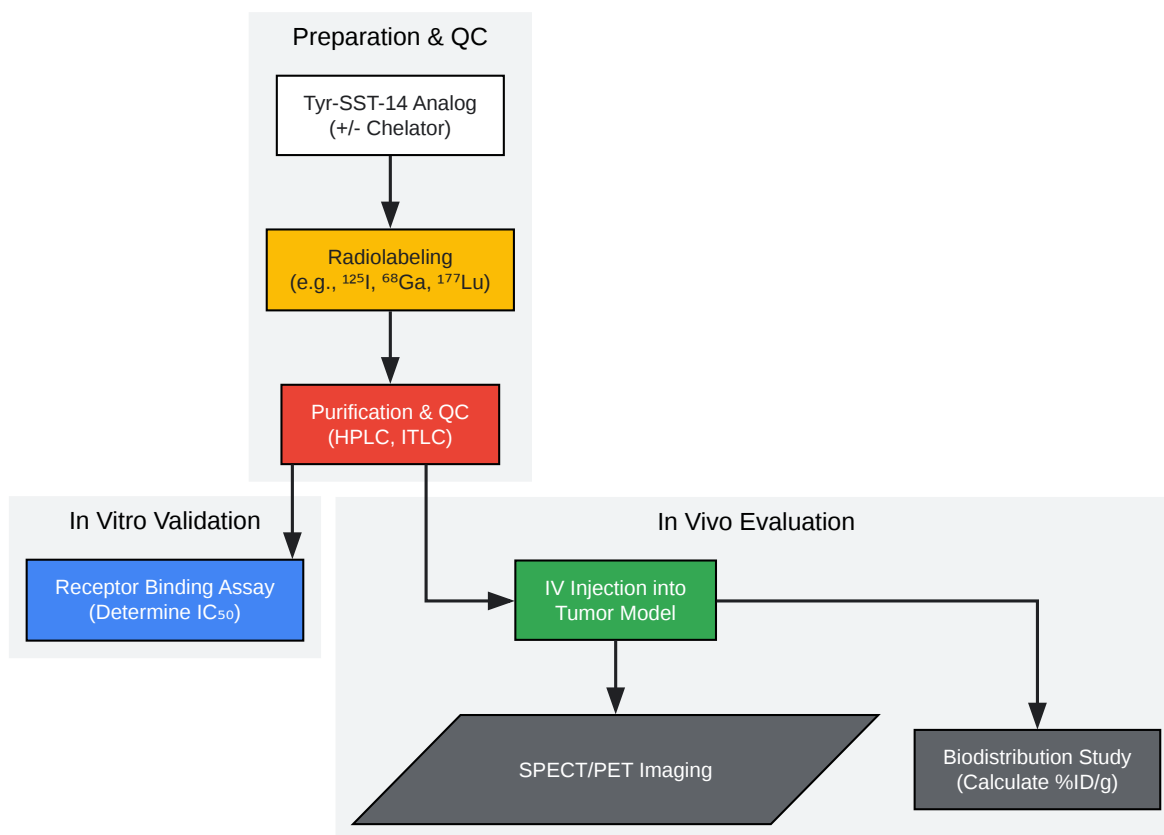 Preparation & QC
Tyr-SST-14 Analog
(+/- Chelator)
Radiolabeling
(e.g., ¹²⁵I, ⁶⁸Ga, ¹⁷⁷Lu)
Purification & QC
(HPLC, ITLC)
In Vitro Validation
Receptor Binding Assay
(Determine IC₅₀)
In Vivo Evaluation
IV Injection into
Tumor Model
SPECT/PET Imaging
Biodistribution Study
(Calculate %ID/g)